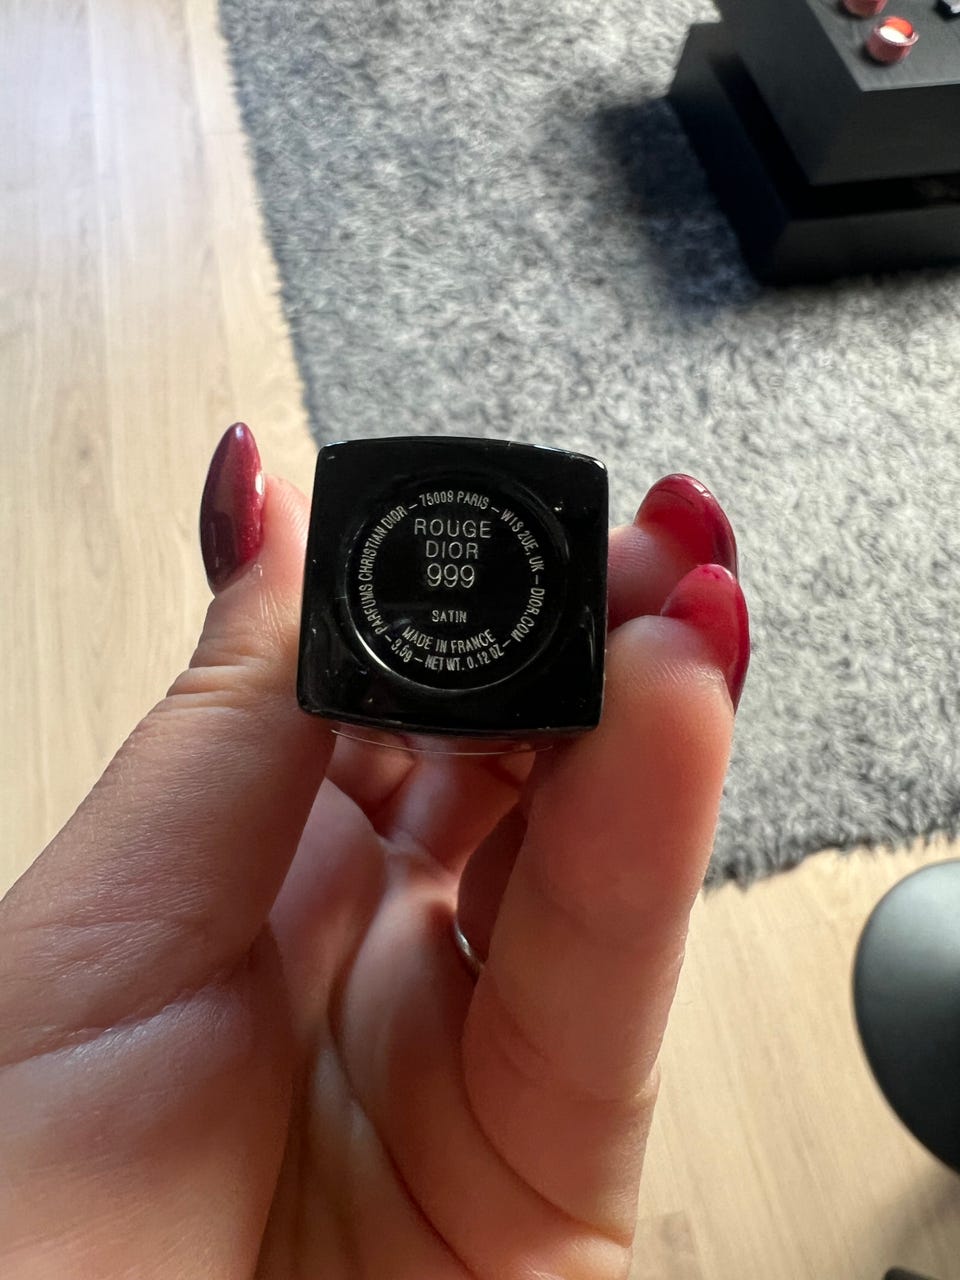 PARFUMS CHRISTIAN DIOR – 75008 PARIS – W1S 2UE, UK – DIOR.COM
ROUGE
DIOR
999
SATIN
MADE IN FRANCE
3,5g – NET WT. 0.12 OZ